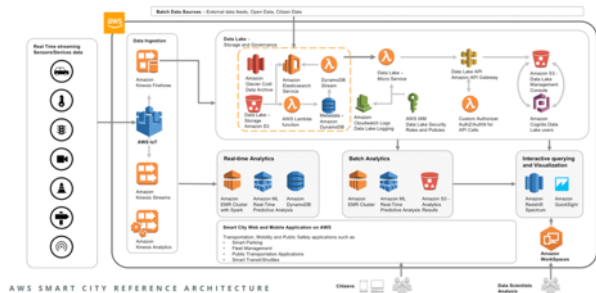 Batch Data Sources - External data feeds, Open Data, Citizen Data
aws
Real Time streaming
Sensors/Devices data
Data Ingestion
Amazon
Kinesis Firehose
AWS IoT
Amazon
Kinesis Streams
Amazon
Kinesis Analytics
Data Lake -
Storage and Governance
Amazon
Glacier Cold
Data Archive
Amazon
Elasticsearch
Service
DynamoDB
Stream
Data Lake -
Storage
Amazon S3
AWS Lambda
function
Metadata -
Amazon
DynamoDB
Data Lake -
Micro Service
Amazon
Cloudwatch Logs
Data Lake Logging
AWS IAM
Data Lake Security
Roles and Policies
Data Lake API
Amazon API Gateway
Custom Authorizer
AuthZ/AuthN for
API Calls
Amazon S3 -
Data Lake
Management
Console
Amazon
Cognito Data
Lake users
Real-time Analytics
Amazon
EMR Cluster
with Spark
Amazon ML
Real-Time
Predictive Analysis
Amazon
DynamoDB
Batch Analytics
Amazon
EMR Cluster
Amazon ML
Real-Time
Predictive Analysis
Amazon S3 -
Analytics
Results
Interactive querying
and Visualization
Amazon
Redshift
Spectrum
Amazon
QuickSight
Smart City Web and Mobile Application on AWS
Transportation, Mobility and Public Safety applications such as
• Smart Parking
• Fleet Management
• Public Transportation Applications
• Smart Transit/Shuttles
Amazon
WorkSpaces
Citizens
Data Scientists
Analysts
AWS SMART CITY REFERENCE ARCHITECTURE